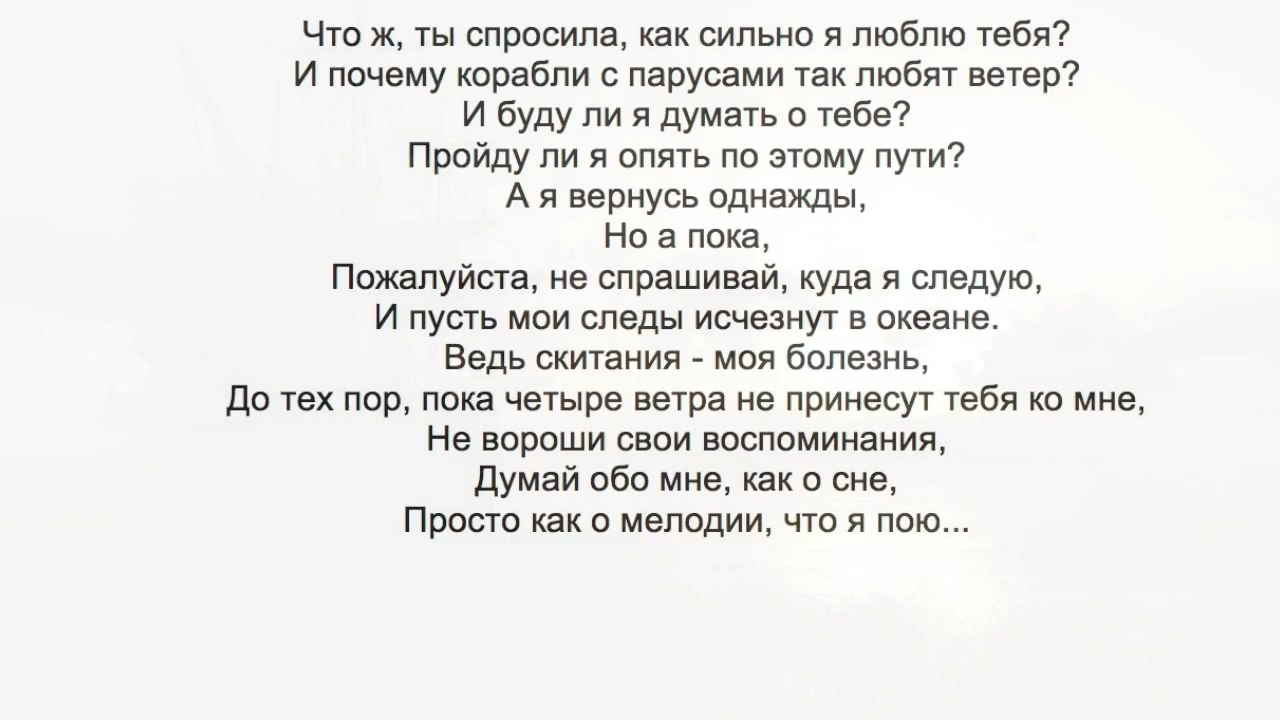 Что ж, ты спросила, как сильно я люблю тебя?
И почему корабли с парусами так любят ветер?
И буду ли я думать о тебе?
Пройду ли я опять по этому пути?
А я вернусь однажды,
Но а пока,
Пожалуйста, не спрашивай, куда я следую,
И пусть мои следы исчезнут в океане.
Ведь скитания - моя болезнь,
До тех пор, пока четыре ветра не принесут тебя ко мне,
Не вороши свои воспоминания,
Думай обо мне, как о сне,
Просто как о мелодии, что я пою...